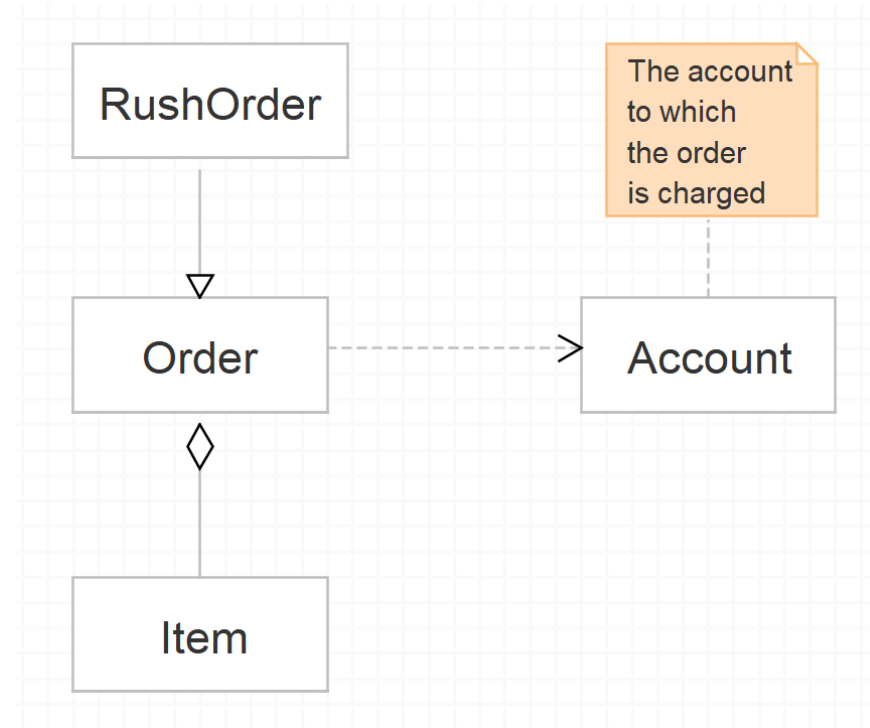 RushOrder
The account
to which
the order
is charged
Order
Account
Item